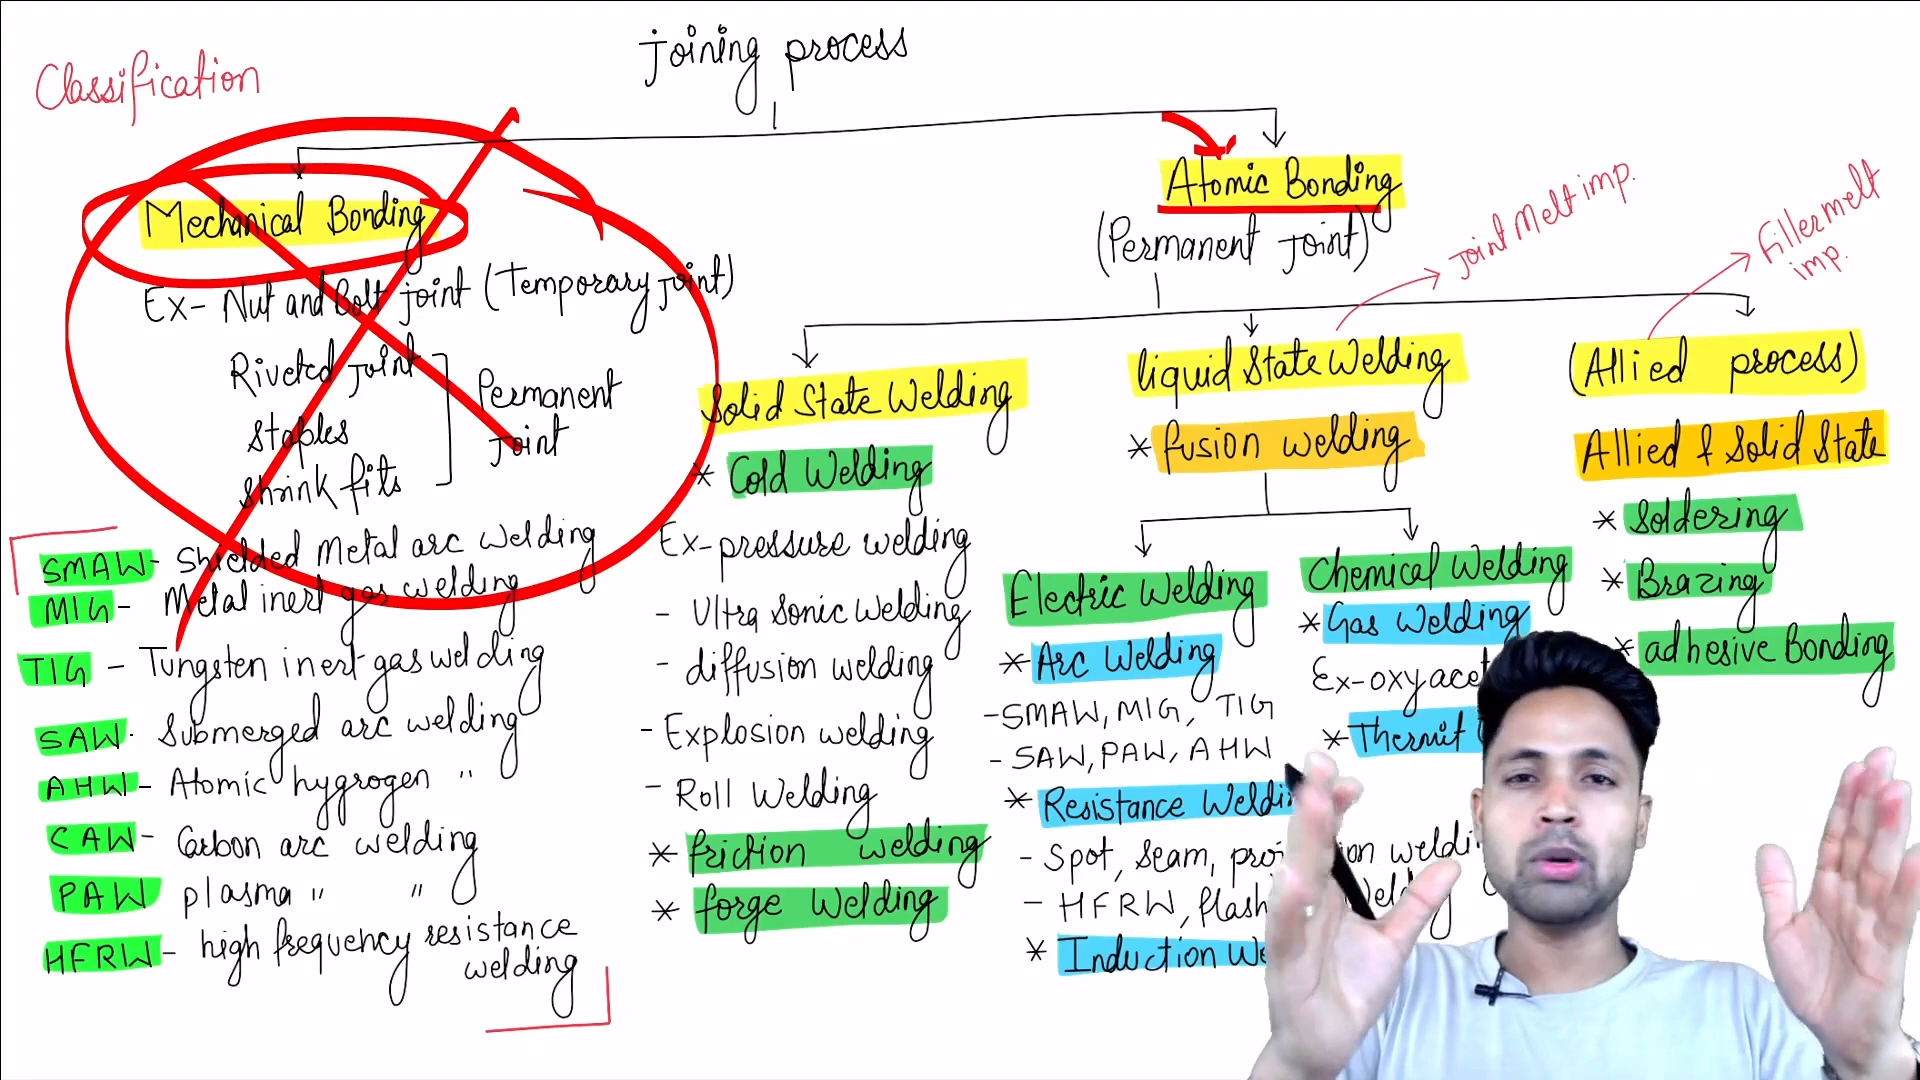 Classification
Joining process
Mechanical Bonding
Ex- Nut and Bolt joint (Temporary joint)
Riveted joint
Staples
Shrink fits
Permanent
Joint
SMAW- Shielded Metal arc welding
MIG- Metal inert gas welding
TIG - Tungsten inert gas welding
SAW- Submerged arc welding
AHW- Atomic hygrogen "
CAW- Carbon arc welding
PAW plasma " "
HFRW- high frequency resistance
welding
Atomic Bonding
(Permanent joint)
Solid State Welding
* Cold Welding
Ex-pressure welding
- Ultra Sonic Welding
- diffusion welding
- Explosion welding
- Roll Welding
* friction welding
* forge Welding
Joint Melt imp.
liquid State Welding
* fusion welding
Electric Welding
* Arc Welding
-SMAW, MIG, TIG
- SAW, PAW, AHW
* Resistance
- Spot, Seam,
- HFRW, flash
* Induction
Chemical Welding
* Gas Welding
* Thermit
Filler melt
imp.
(Allied process)
Allied & Solid State
* Soldering
* Brazing
* adhesive Bonding